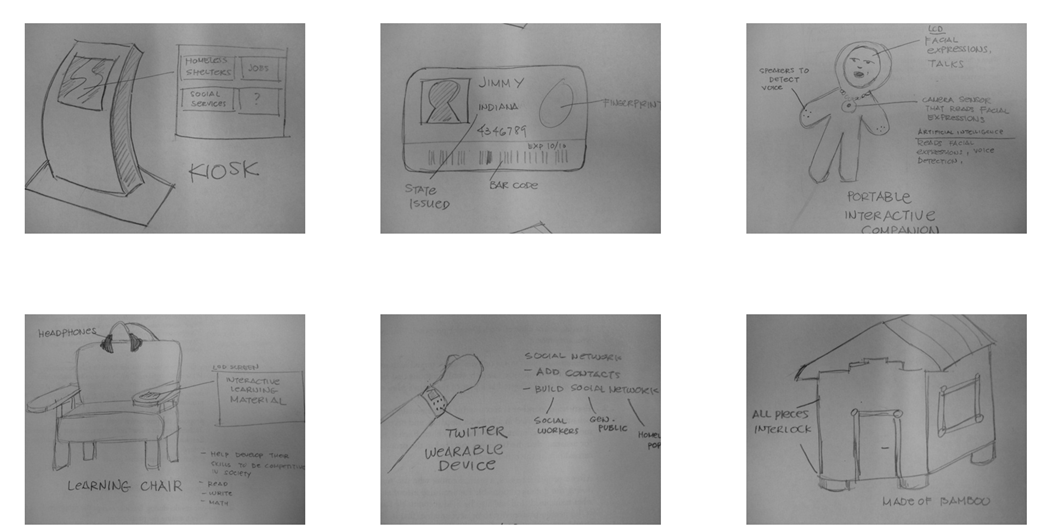 HOMELESS
SHELTERS
JOBS
SOCIAL
SERVICES
?
KIOSK
JIMMY
INDIANA
4346789
EXP 10/10
FINGERPRINT
STATE
ISSUED
BAR CODE
LCD
FACIAL
EXPRESSIONS,
TALKS
SPEAKERS TO
DETECT
VOICE
CAMERA SENSOR
THAT READS FACIAL
EXPRESSIONS
ARTIFICIAL INTELLIGENCE
READS FACIAL
EXPRESSIONS, VOICE
DETECTION.
PORTABLE
INTERACTIVE
COMPANION
HEADPHONES
SCREEN
INTERACTIVE
LEARNING
MATERIAL
- HELP DEVELOP THEIR
SKILLS TO BE COMPETITIVE
IN SOCIETY
- READ
- WRITE
- MATH
LEARNING CHAIR
SOCIAL NETWORK
- ADD CONTACTS
- BUILD SOCIAL NETWORKS
SOCIAL
WORKERS
GEN.
PUBLIC
HOMEL
POP
TWITTER
WEARABLE
DEVICE
ALL PIECES
INTERLOCK
MADE OF BAMBOO